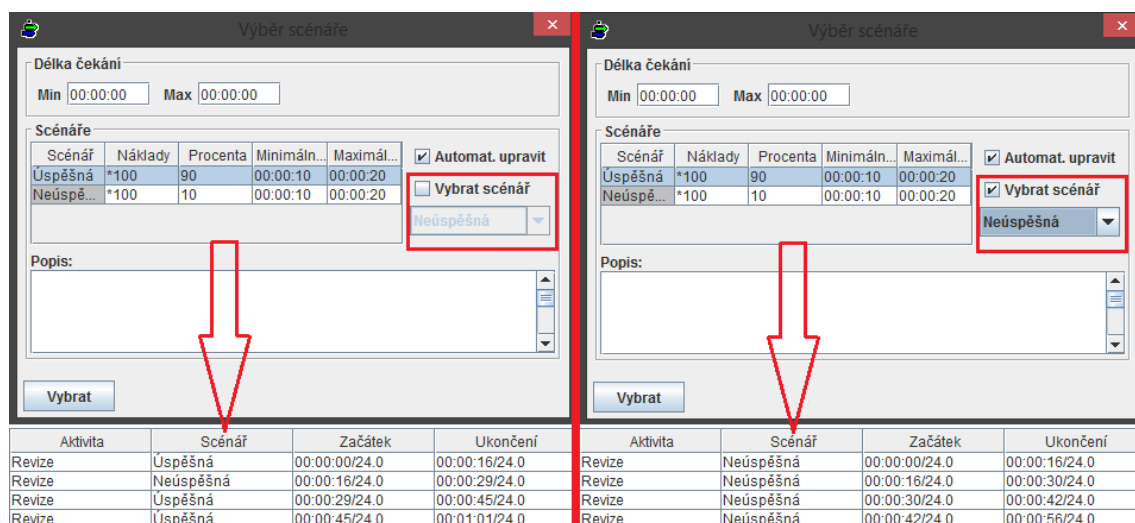 Výběr scénáře
Délka čekání
Min 00:00:00 Max 00:00:00
Scénáře
Scénář Náklady Procenta Minimáln... Maximál...
Úspěšná *100 90 00:00:10 00:00:20
Neúspě... *100 10 00:00:10 00:00:20
Automat. upravit
Vybrat scénář
Neúspěšná
Popis:
Vybrat
Aktivita Scénář Začátek Ukončení
Revize Úspěšná 00:00:00/24.0 00:00:16/24.0
Revize Neúspěšná 00:00:16/24.0 00:00:29/24.0
Revize Úspěšná 00:00:29/24.0 00:00:45/24.0
Revize Úspěšná 00:00:45/24.0 00:01:01/24.0
Výběr scénáře
Délka čekání
Min 00:00:00 Max 00:00:00
Scénáře
Scénář Náklady Procenta Minimáln... Maximál...
Úspěšná *100 90 00:00:10 00:00:20
Neúspě... *100 10 00:00:10 00:00:20
Automat. upravit
Vybrat scénář
Neúspěšná
Popis:
Vybrat
Aktivita Scénář Začátek Ukončení
Revize Neúspěšná 00:00:00/24.0 00:00:16/24.0
Revize Neúspěšná 00:00:16/24.0 00:00:30/24.0
Revize Neúspěšná 00:00:30/24.0 00:00:42/24.0
Revize Neúspěšná 00:00:42/24.0 00:00:56/24.0